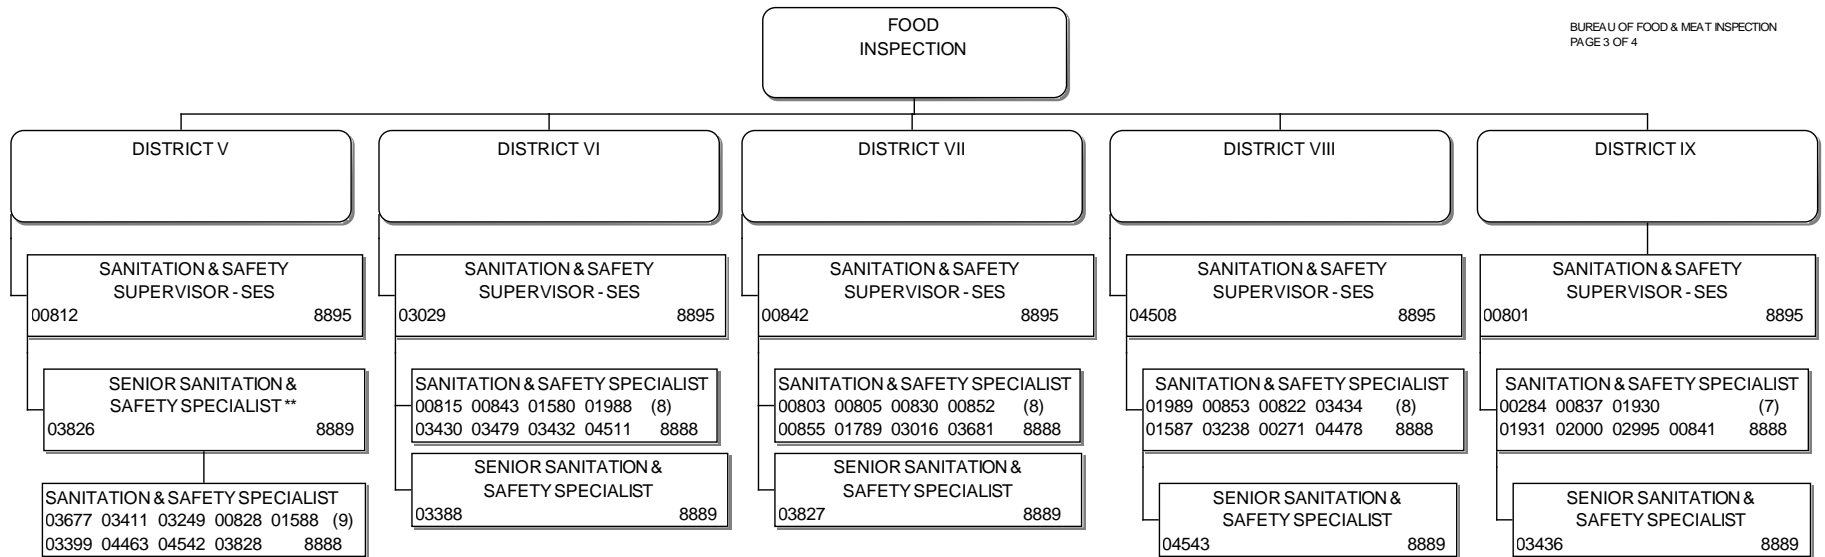 FOOD
INSPECTION
BUREAU OF FOOD & MEAT INSPECTION
PAGE 3 OF 4
DISTRICT V
SANITATION & SAFETY
SUPERVISOR - SES
00812 8895
SENIOR SANITATION &
SAFETY SPECIALIST **
03826 8889
SANITATION & SAFETY SPECIALIST
03677 03411 03249 00828 01588 (9)
03399 04463 04542 03828 8888
DISTRICT VI
SANITATION & SAFETY
SUPERVISOR - SES
03029 8895
SANITATION & SAFETY SPECIALIST
00815 00843 01580 01988 (8)
03430 03479 03432 04511 8888
SENIOR SANITATION &
SAFETY SPECIALIST
03388 8889
DISTRICT VII
SANITATION & SAFETY
SUPERVISOR - SES
00842 8895
SANITATION & SAFETY SPECIALIST
00803 00805 00830 00852 (8)
00855 01789 03016 03681 8888
SENIOR SANITATION &
SAFETY SPECIALIST
03827 8889
DISTRICT VIII
SANITATION & SAFETY
SUPERVISOR - SES
04508 8895
SANITATION & SAFETY SPECIALIST
01989 00853 00822 03434 (8)
01587 03238 00271 04478 8888
SENIOR SANITATION &
SAFETY SPECIALIST
04543 8889
DISTRICT IX
SANITATION & SAFETY
SUPERVISOR - SES
00801 8895
SANITATION & SAFETY SPECIALIST
00284 00837 01930 (7)
01931 02000 02995 00841 8888
SENIOR SANITATION &
SAFETY SPECIALIST
03436 8889